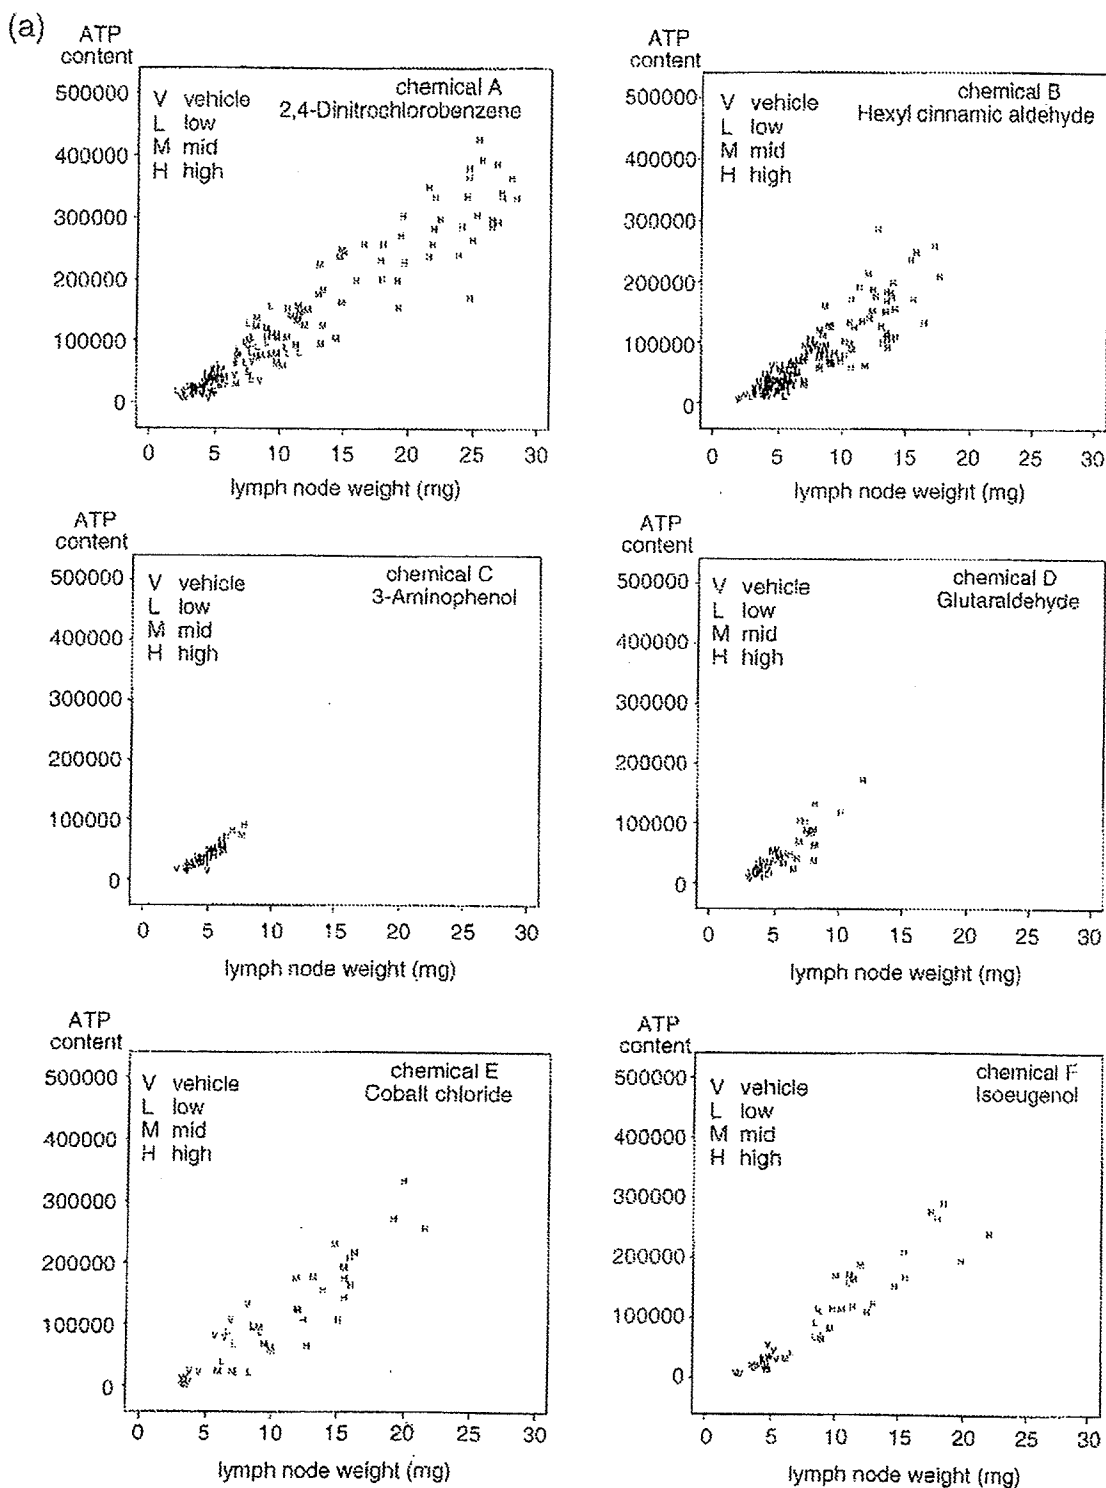 (a)
ATP
content
chemical A
2,4-Dinitrochlorobenzene
V vehicle
L low
M mid
H high
500000
400000
300000
200000
100000
0
0 5 10 15 20 25 30
lymph node weight (mg)
ATP
content
chemical B
Hexyl cinnamic aldehyde
V vehicle
L low
M mid
H high
500000
400000
300000
200000
100000
0
0 5 10 15 20 25 30
lymph node weight (mg)
ATP
content
chemical C
3-Aminophenol
V vehicle
L low
M mid
H high
500000
400000
300000
200000
100000
0
0 5 10 15 20 25 30
lymph node weight (mg)
ATP
content
chemical D
Glutaraldehyde
V vehicle
L low
M mid
H high
500000
400000
300000
200000
100000
0
0 5 10 15 20 25 30
lymph node weight (mg)
ATP
content
chemical E
Cobalt chloride
V vehicle
L low
M mid
H high
500000
400000
300000
200000
100000
0
0 5 10 15 20 25 30
lymph node weight (mg)
ATP
content
chemical F
Isoeugenol
V vehicle
L low
M mid
H high
500000
400000
300000
200000
100000
0
0 5 10 15 20 25 30
lymph node weight (mg)